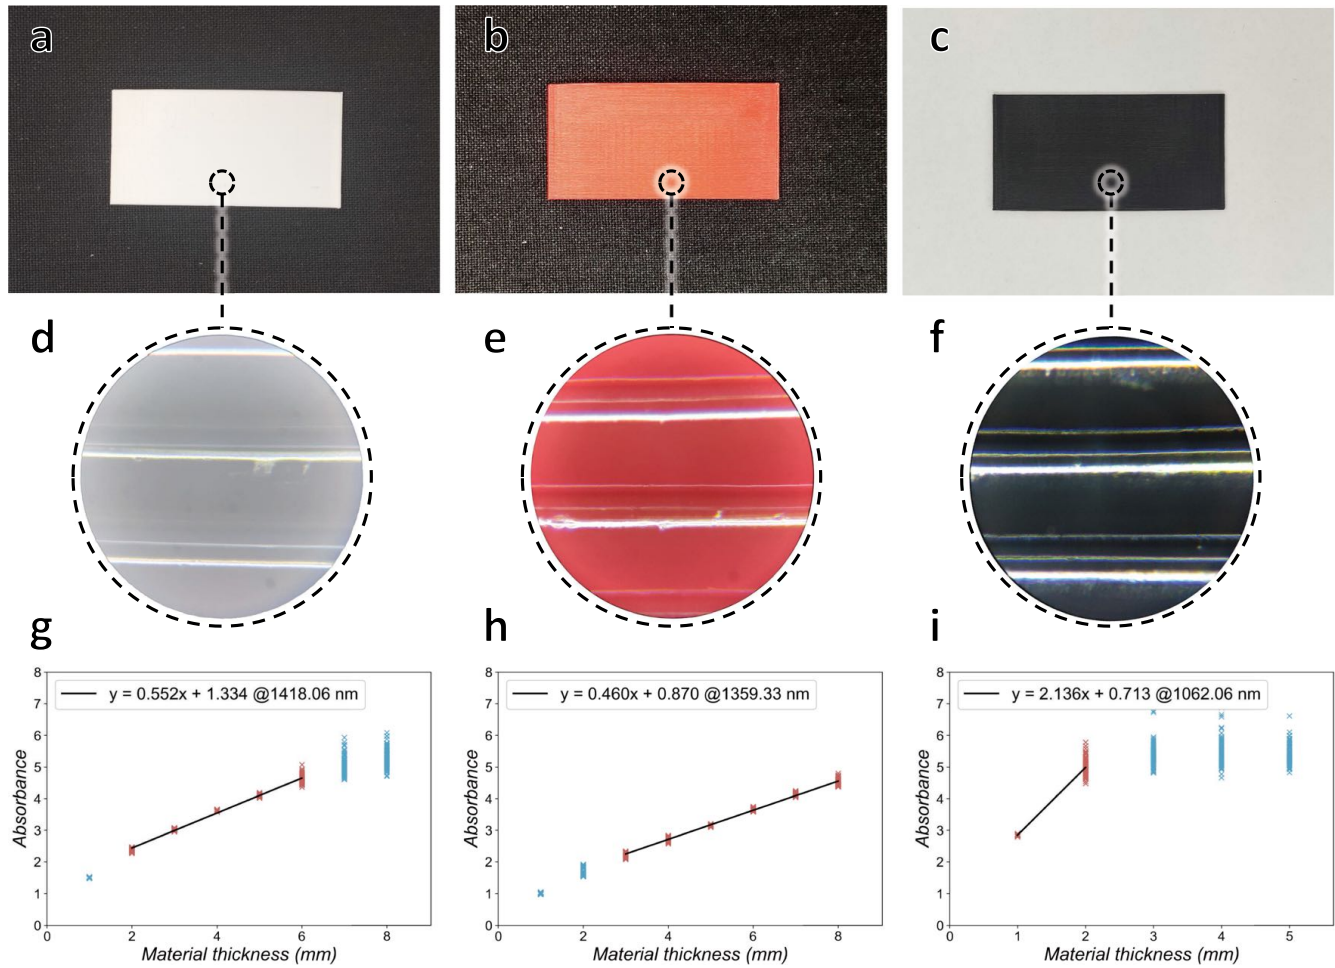 a
b
c
d
e
f
g
h
i
y = 0.552x + 1.334 @1418.06 nm
8
7
6
5
4
3
2
1
0
Absorbance
0 2 4 6 8
Material thickness (mm)
y = 0.460x + 0.870 @1359.33 nm
8
7
6
5
4
3
2
1
0
Absorbance
0 2 4 6 8
Material thickness (mm)
y = 2.136x + 0.713 @1062.06 nm
8
7
6
5
4
3
2
1
0
Absorbance
0 1 2 3 4 5
Material thickness (mm)